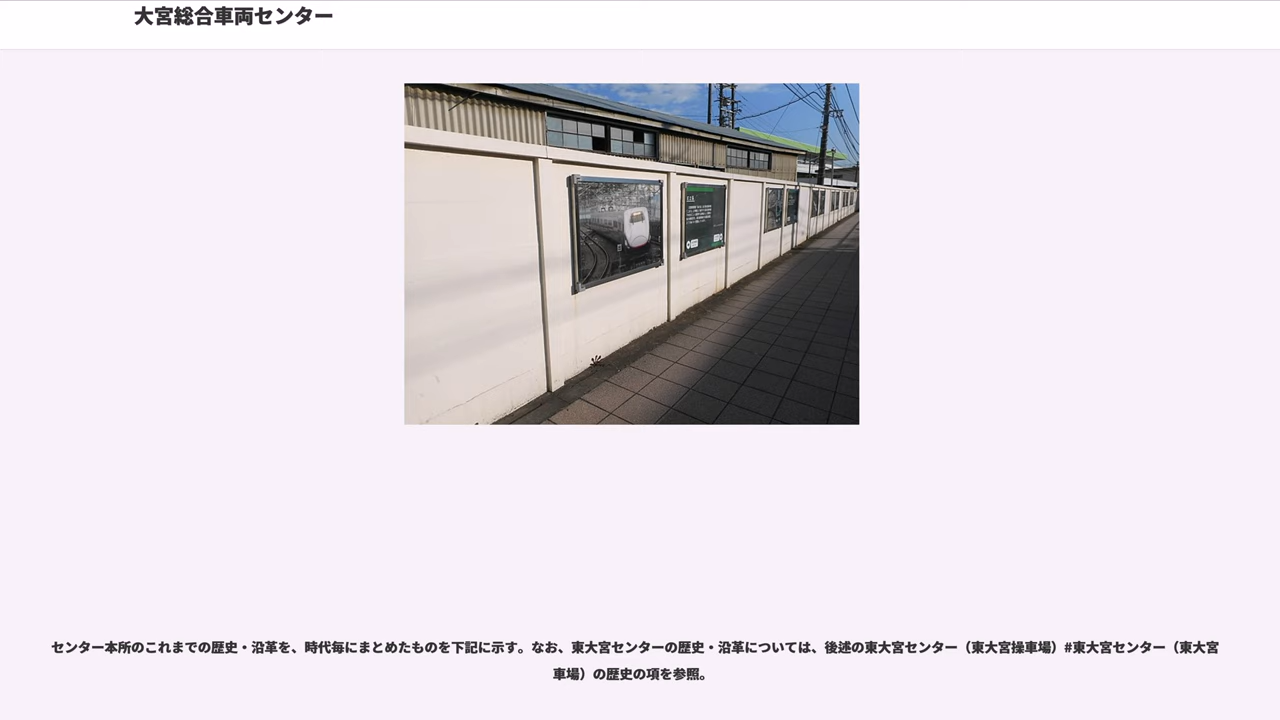 大宮総合車両センター
センター本所のこれまでの歴史・沿革を、時代毎にまとめたものを下記に示す。なお、東大宮センターの歴史・沿革については、後述の東大宮センター（東大宮操車場）#東大宮センター（東大宮
車場）の歴史の項を参照。